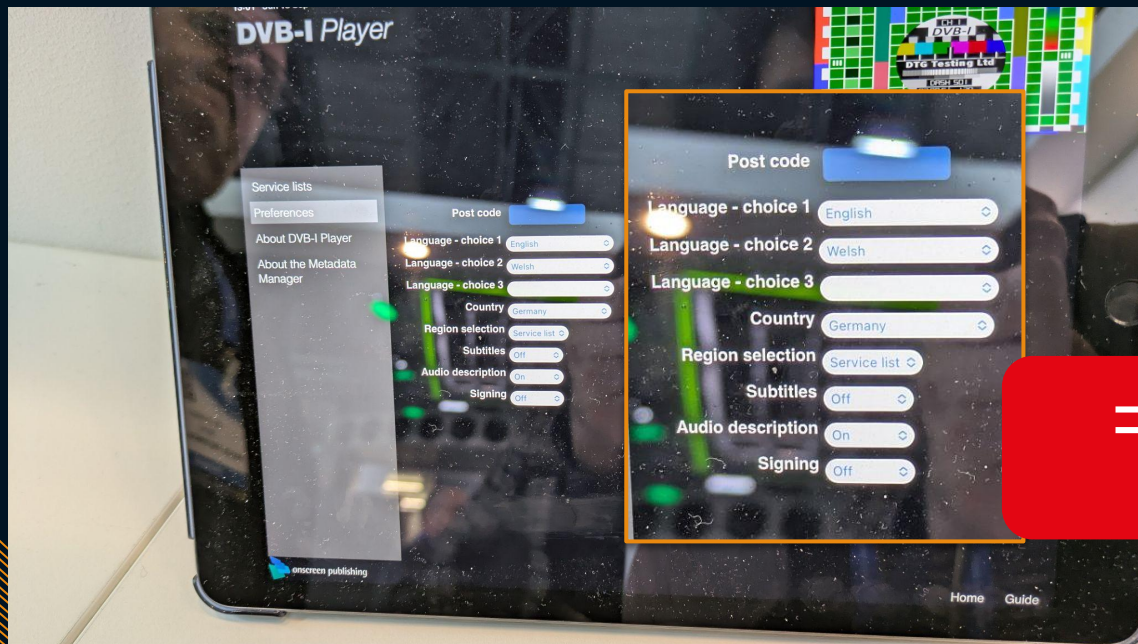 DVB-I Player
CH 1
DVB-I
DTG Testing Ltd
DASH SD1
Service lists
Preferences
About DVB-I Player
About the Metadata
Manager
Post code
Language - choice 1 English
Language - choice 2 Welsh
Language - choice 3
Country Germany
Region selection Service list
Subtitles Off
Audio description On
Signing Off
Post code
Language - choice 1 English
Language - choice 2 Welsh
Language - choice 3
Country Germany
Region selection Service list
Subtitles Off
Audio description On
Signing Off
=
onscreen publishing
Home Guide